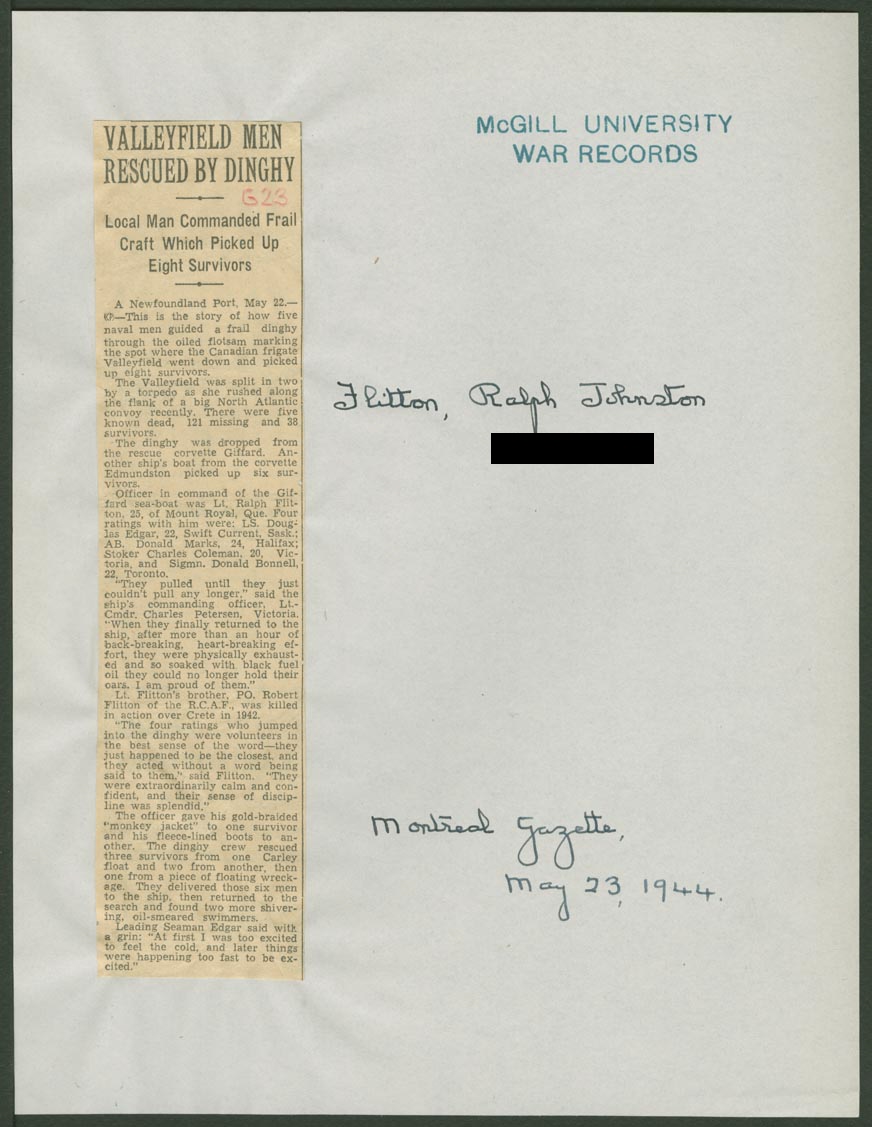 McGILL UNIVERSITY
WAR RECORDS
VALLEYFIELD MEN
RESCUED BY DINGHY
G23
Local Man Commanded Frail
Craft Which Picked Up
Eight Survivors
A Newfoundland Port, May 22.—
(CP)—This is the story of how five
naval men guided a frail dinghy
through the oiled flotsam marking
the spot where the Canadian frigate
Valleyfield went down and picked
up eight survivors.
The Valleyfield was split in two
by a torpedo as she rushed along
the flank of a big North Atlantic
convoy recently. There were five
known dead, 121 missing and 38
survivors.
The dinghy was dropped from
the rescue corvette Giffard. An-
other ship's boat from the corvette
Edmundston picked up six sur-
vivors.
Officer in command of the Gif-
fard sea-boat was Lt. Ralph Flit-
ton, 25, of Mount Royal, Que. Four
ratings with him were: LS. Doug-
las Edgar, 22, Swift Current, Sask.;
AB. Donald Marks, 24, Halifax;
Stoker Charles Coleman, 20, Vic-
toria, and Sigmn. Donald Bonnell,
22, Toronto.
"They pulled until they just
couldn't pull any longer," said the
ship's commanding officer, Lt.-
Cmdr. Charles Petersen, Victoria.
"When they finally returned to the
ship, after more than an hour of
back-breaking, heart-breaking ef-
fort, they were physically exhaust-
ed and so soaked with black fuel
oil they could no longer hold their
oars. I am proud of them."
Lt. Flitton's brother, PO. Robert
Flitton of the R.C.A.F., was killed
in action over Crete in 1942.
"The four ratings who jumped
into the dinghy were volunteers in
the best sense of the word—they
just happened to be the closest, and
they acted without a word being
said to them," said Flitton. "They
were extraordinarily calm and con-
fident, and their sense of discip-
line was splendid."
The officer gave his gold-braided
"monkey jacket" to one survivor
and his fleece-lined boots to an-
other. The dinghy crew rescued
three survivors from one Carley
float and two from another, then
one from a piece of floating wreck-
age. They delivered those six men
to the ship, then returned to the
search and found two more shiver-
ing, oil-smeared swimmers.
Leading Seaman Edgar said with
a grin: "At first I was too excited
to feel the cold, and later things
were happening too fast to be ex-
cited."
Flitton, Ralph Johnston
Montreal Gazette,
May 23, 1944.